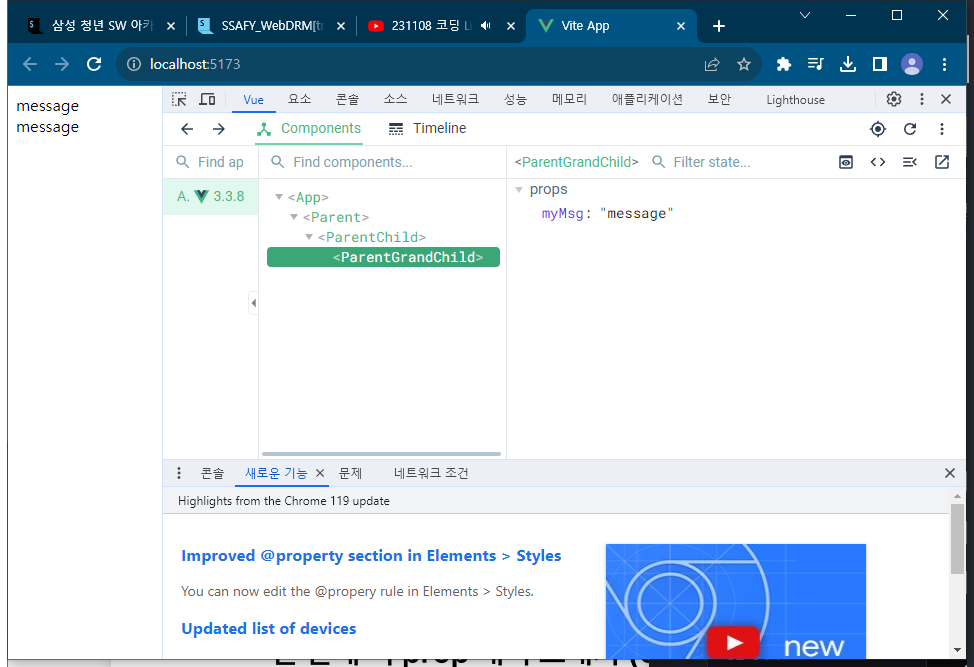 삼성 청년 SW 아카
SSAFY_WebDRM[tr
231108 코딩 Li
Vite App
localhost:5173
message
message
Vue 요소 콘솔 소스 네트워크 성능 메모리 애플리케이션 보안 Lighthouse
Components Timeline
Find ap Find components... <ParentGrandChild> Filter state...
A. 3.3.8
<App>
<Parent>
<ParentChild>
<ParentGrandChild>
props
myMsg: "message"
콘솔 새로운 기능 문제 네트워크 조건
Highlights from the Chrome 119 update
Improved @property section in Elements > Styles
You can now edit the @propery rule in Elements > Styles.
Updated list of devices
new
prop